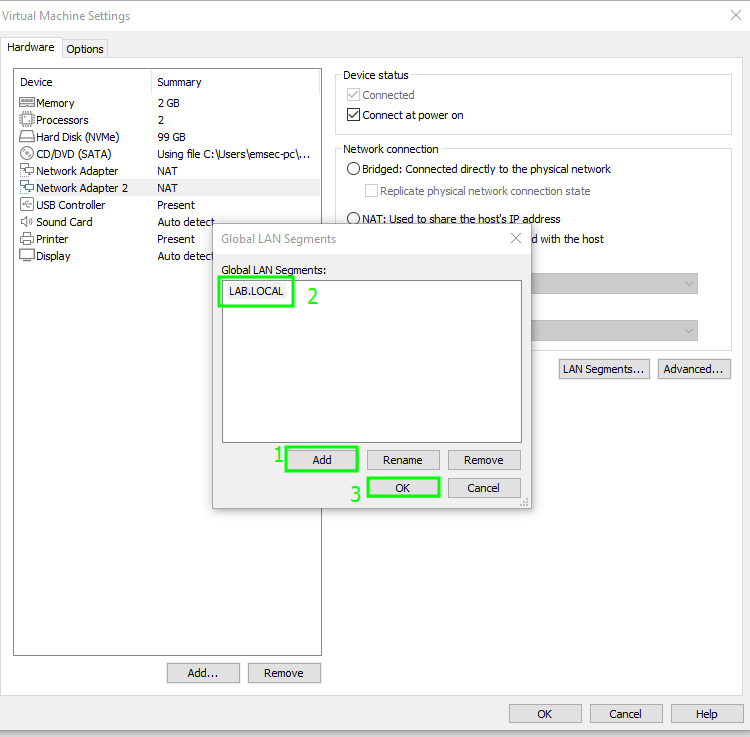 Virtual Machine Settings
Hardware
Options
Device Summary
Memory 2 GB
Processors 2
Hard Disk (NVMe) 99 GB
CD/DVD (SATA) Using file C:\Users\emsec-pc\...
Network Adapter NAT
Network Adapter 2 NAT
USB Controller Present
Sound Card Auto detect
Printer Present
Display Auto detect
Add...
Remove
Device status
Connected
Connect at power on
Network connection
Bridged: Connected directly to the physical network
Replicate physical network connection state
NAT: Used to share the host's IP address
d with the host
LAN Segments...
Advanced...
Global LAN Segments
Global LAN Segments:
LAB.LOCAL
2
1
Add
Rename
Remove
3
OK
Cancel
OK
Cancel
Help